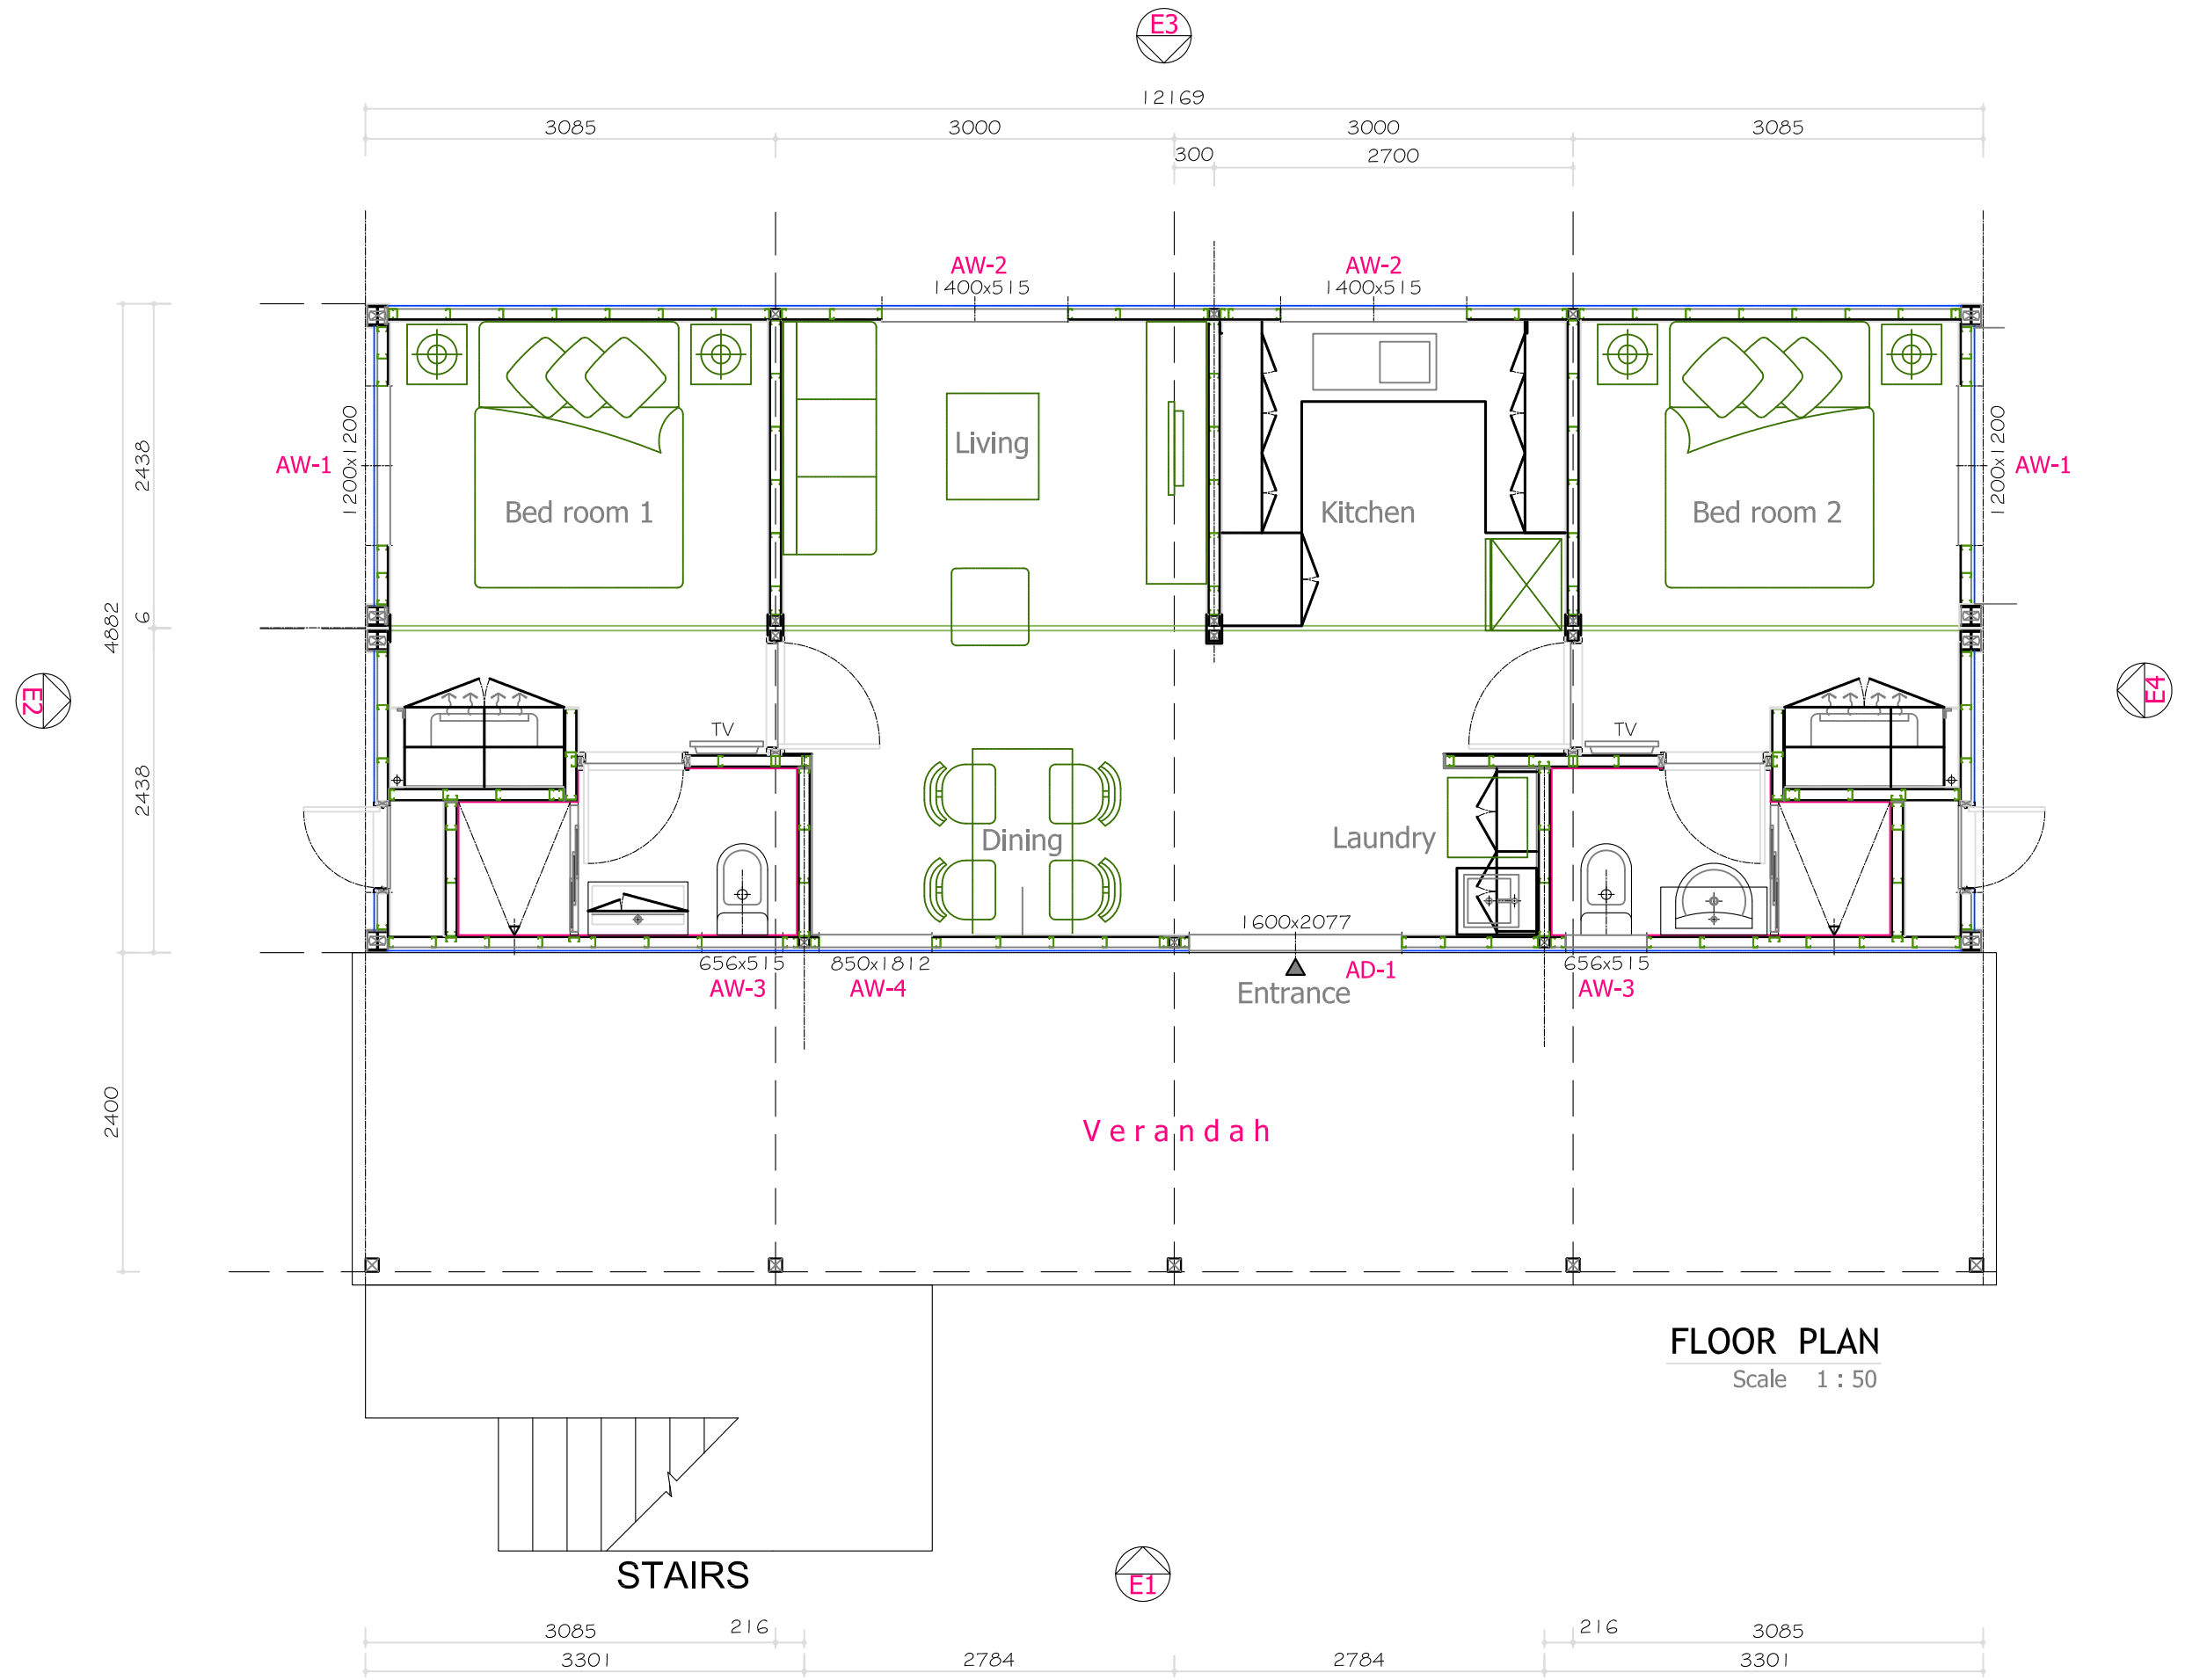 E3
12169
3085 3000 3000 3085
300 2700
AW-2 AW-2
1400x515 1400x515
AW-1 1200x1200 1200x1200 AW-1
2438
Living
Bed room 1 Kitchen Bed room 2
4882
6
E2 E4
TV TV
2438
Dining Laundry
1600x2077
656x515 850x1812 AD-1 656x515
AW-3 AW-4 Entrance AW-3
2400
Verandah
FLOOR PLAN
Scale 1 : 50
STAIRS
E1
3085 216 216 3085
3301 2784 2784 3301